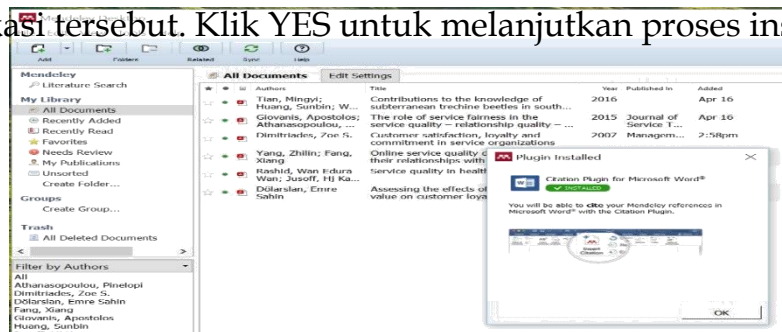 kasi tersebut. Klik YES untuk melanjutkan proses ins
Mendeley Desktop
Add Folders Related Sync Help
Mendeley
Literature Search
My Library
All Documents
Recently Added
Recently Read
Favorites
Needs Review
My Publications
Unsorted
Create Folder...
Groups
Create Group...
Trash
All Deleted Documents
Filter by Authors
All
Athanasopoulou, Pinelopi
Dimitriades, Zoe S.
Dölarslan, Emre Sahin
Fang, Xiang
Giovanis, Apostolos
Huang, Sunbin
All Documents Edit Settings
Authors Title Year Published In Added
Tian, Mingyi; Contributions to the knowledge of 2016 Apr 16
Huang, Sunbin; W... subterranean trechine beetles in south...
Giovanis, Apostolos; The role of service fairness in the 2015 Journal of Apr 16
Athanasopoulou, ... service quality – relationship quality – ... Service T...
Dimitriades, Zoe S. Customer satisfaction, loyalty and 2007 Managem... 2:58pm
commitment in service organizations
Yang, Zhilin; Fang, Online service quality
Xiang their relationships with
Rashid, Wan Edura Service quality in health
Wan; Jusoff, Hj Ka...
Dölarslan, Emre Assessing the effects of
Sahin value on customer loya
Plugin Installed
Citation Plugin for Microsoft Word®
INSTALLED
You will be able to cite your Mendeley references in
Microsoft Word® with the Citation Plugin.
Insert
Citation
OK